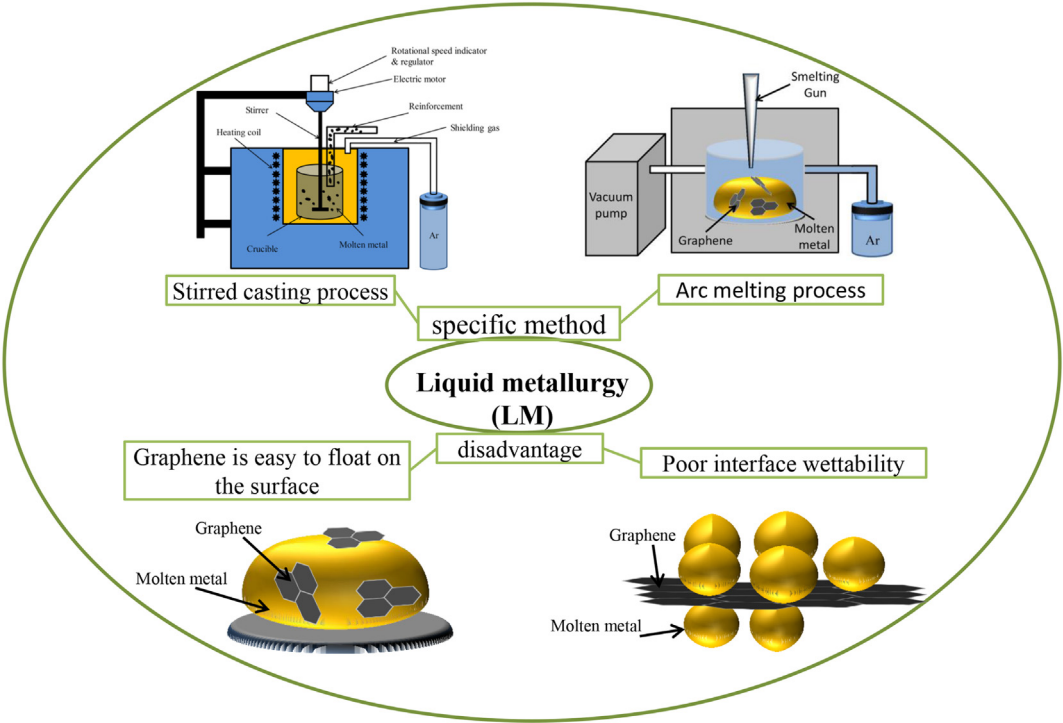 Rotational speed indicator
& regulator
Electric motor
Stirrer
Reinforcement
Shielding gas
Heating coil
Ar
Crucible
Molten metal
Stirred casting process
Smelting
Gun
Vacuum
pump
Graphene
Molten
metal
Ar
Arc melting process
specific method
Liquid metallurgy
(LM)
disadvantage
Graphene is easy to float on
the surface
Poor interface wettability
Graphene
Molten metal
Graphene
Molten metal